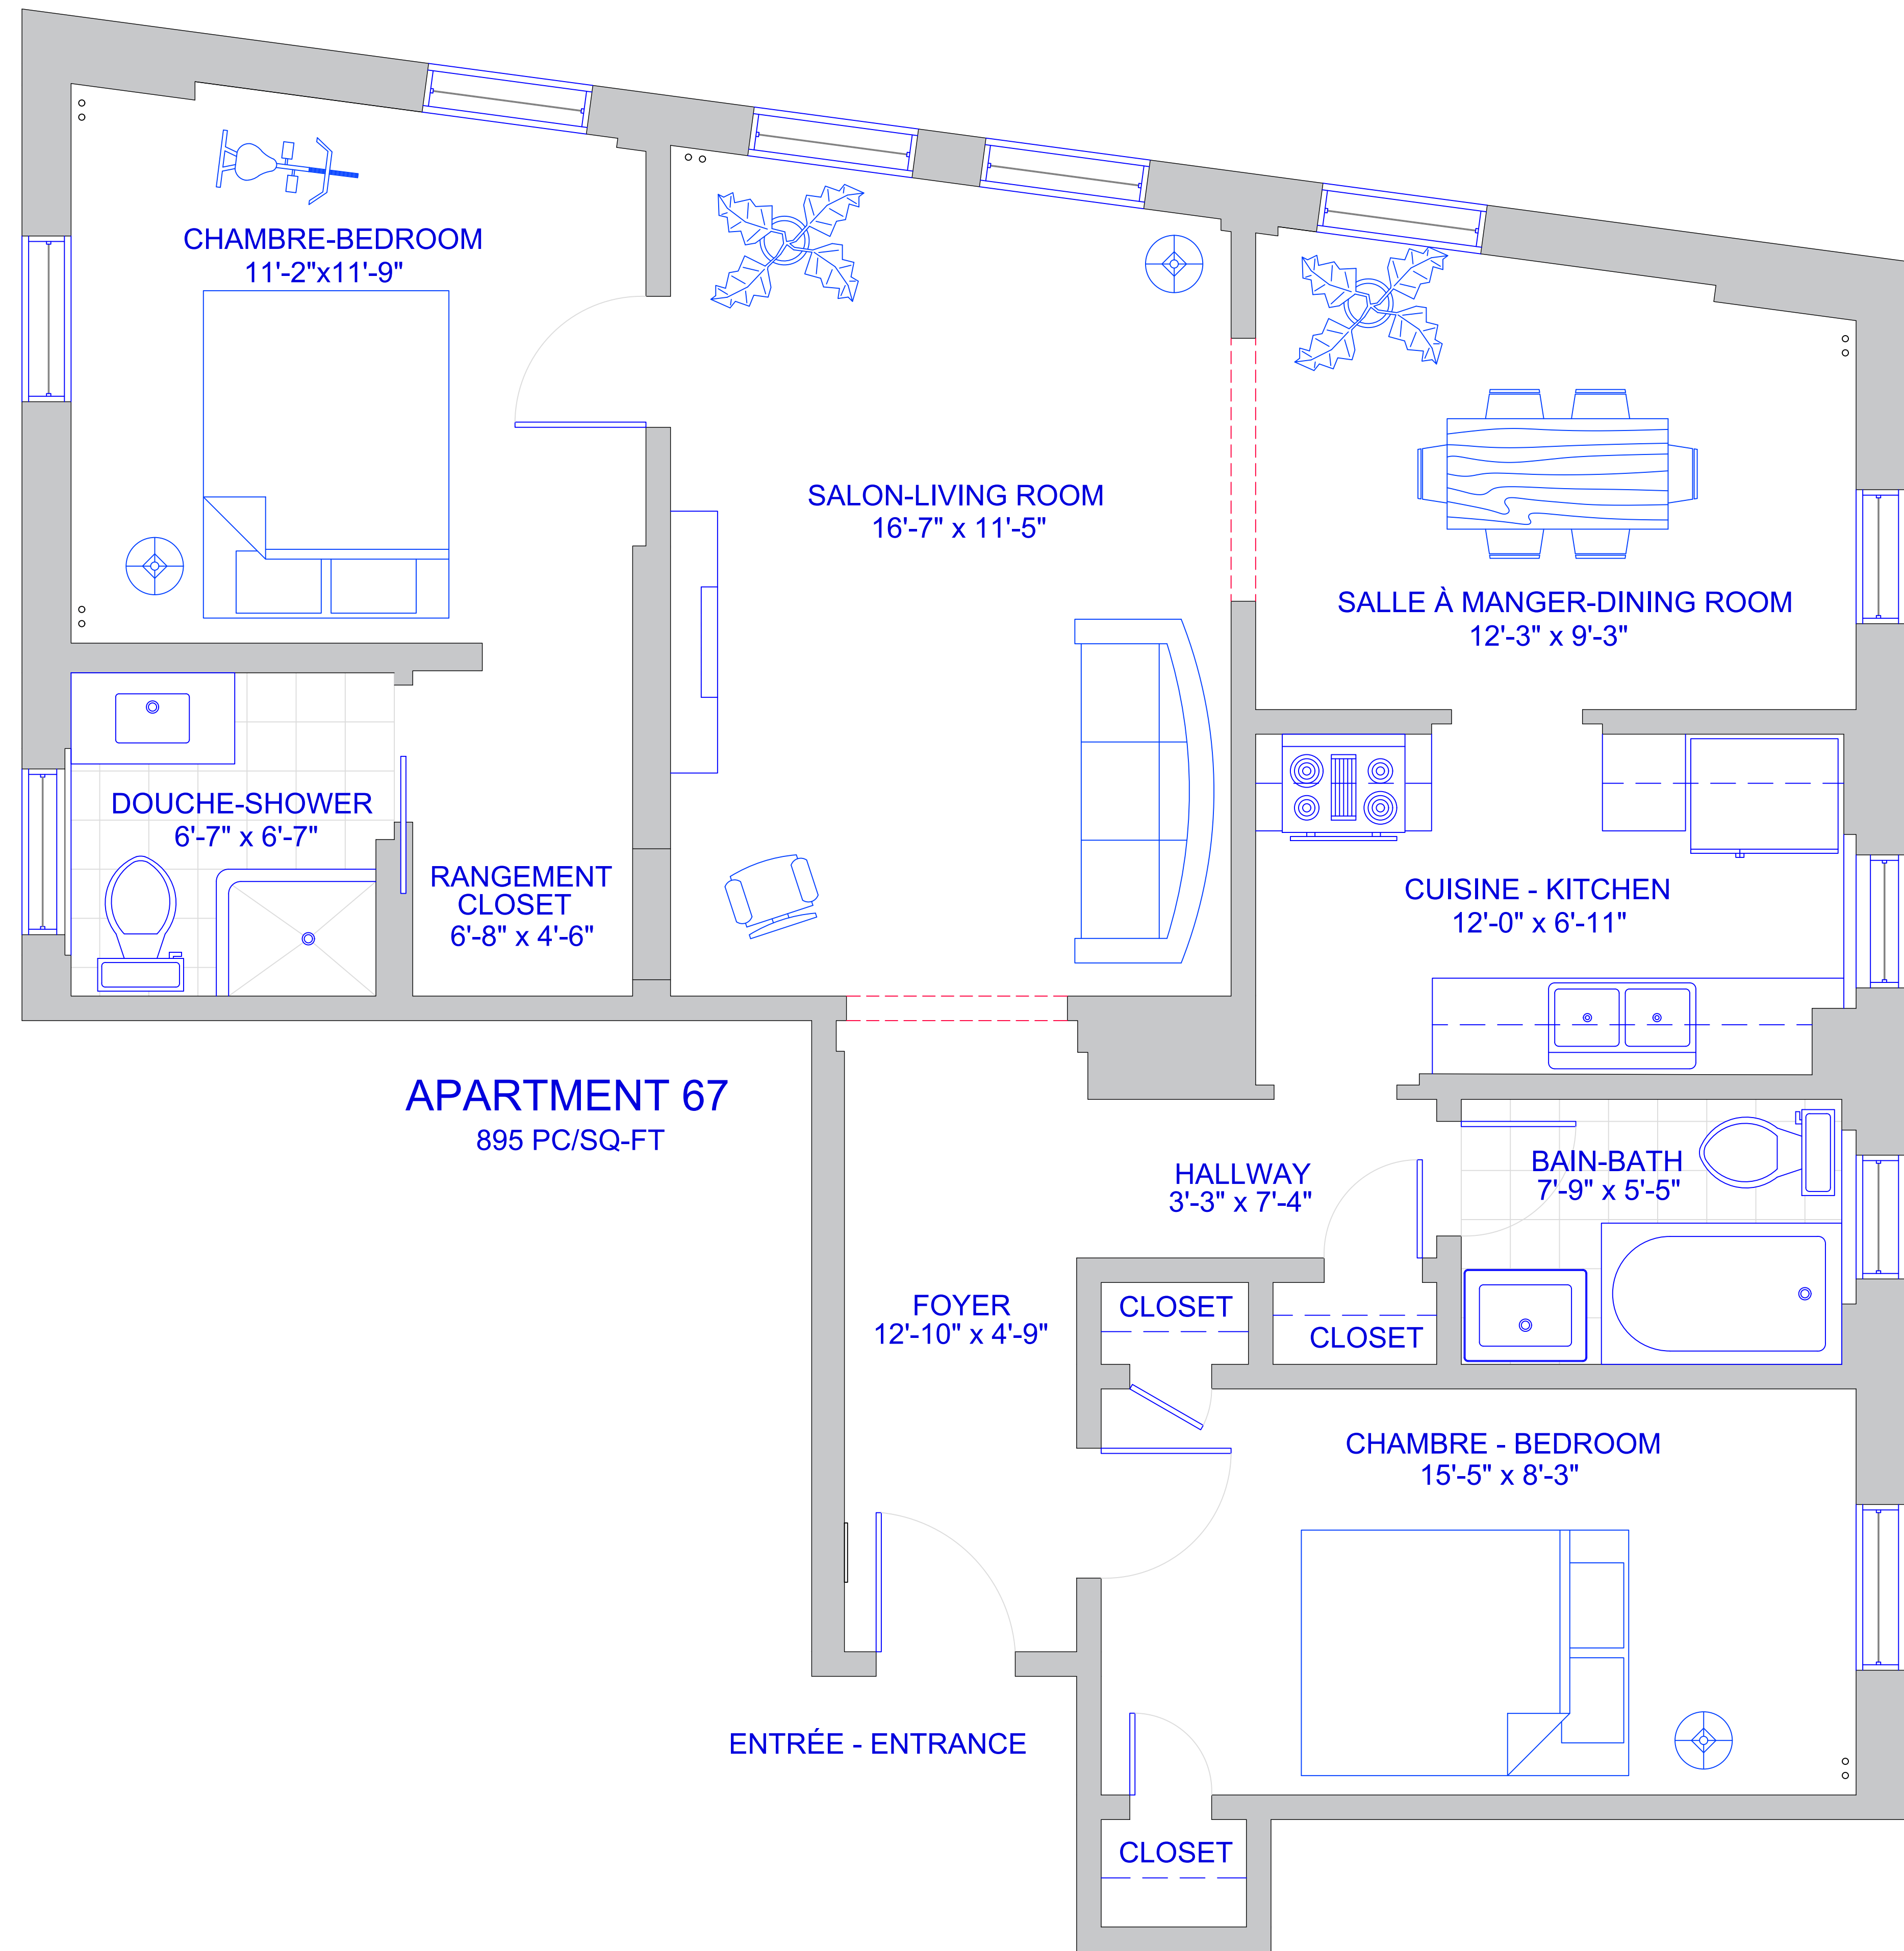 CHAMBRE-BEDROOM
11'-2"x11'-9"
SALON-LIVING ROOM
16'-7" x 11'-5"
SALLE À MANGER-DINING ROOM
12'-3" x 9'-3"
DOUCHE-SHOWER
6'-7" x 6'-7"
RANGEMENT
CLOSET
6'-8" x 4'-6"
CUISINE - KITCHEN
12'-0" x 6'-11"
APARTMENT 67
895 PC/SQ-FT
HALLWAY
3'-3" x 7'-4"
BAIN-BATH
7'-9" x 5'-5"
FOYER
12'-10" x 4'-9"
CLOSET
CLOSET
CHAMBRE - BEDROOM
15'-5" x 8'-3"
ENTRÉE - ENTRANCE
CLOSET